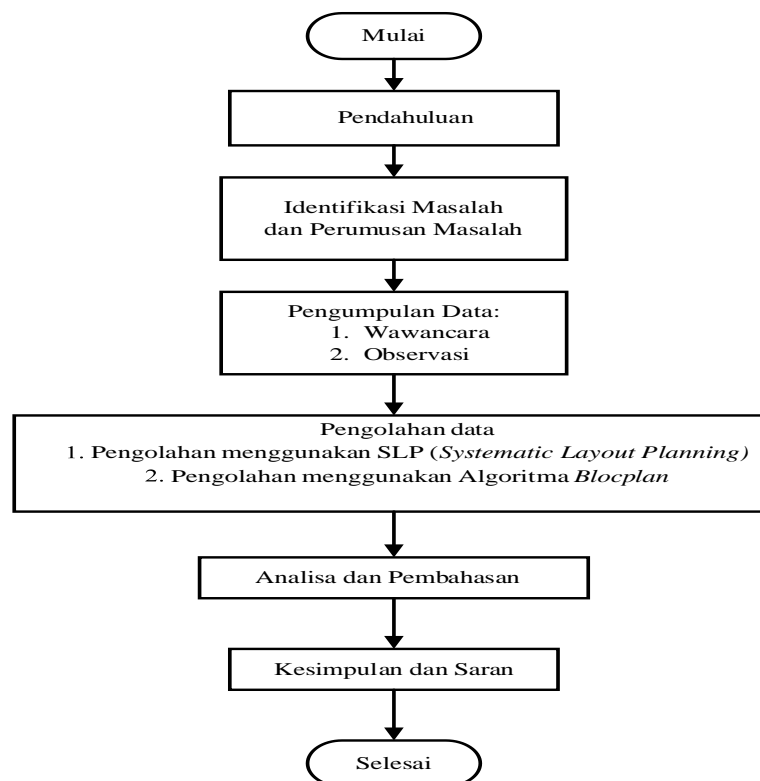 Mulai
Pendahuluan
Identifikasi Masalah
dan Perumusan Masalah
Pengumpulan Data:
1. Wawancara
2. Observasi
Pengolahan data
1. Pengolahan menggunakan SLP (Systematic Layout Planning)
2. Pengolahan menggunakan Algoritma Blocplan
Analisa dan Pembahasan
Kesimpulan dan Saran
Selesai